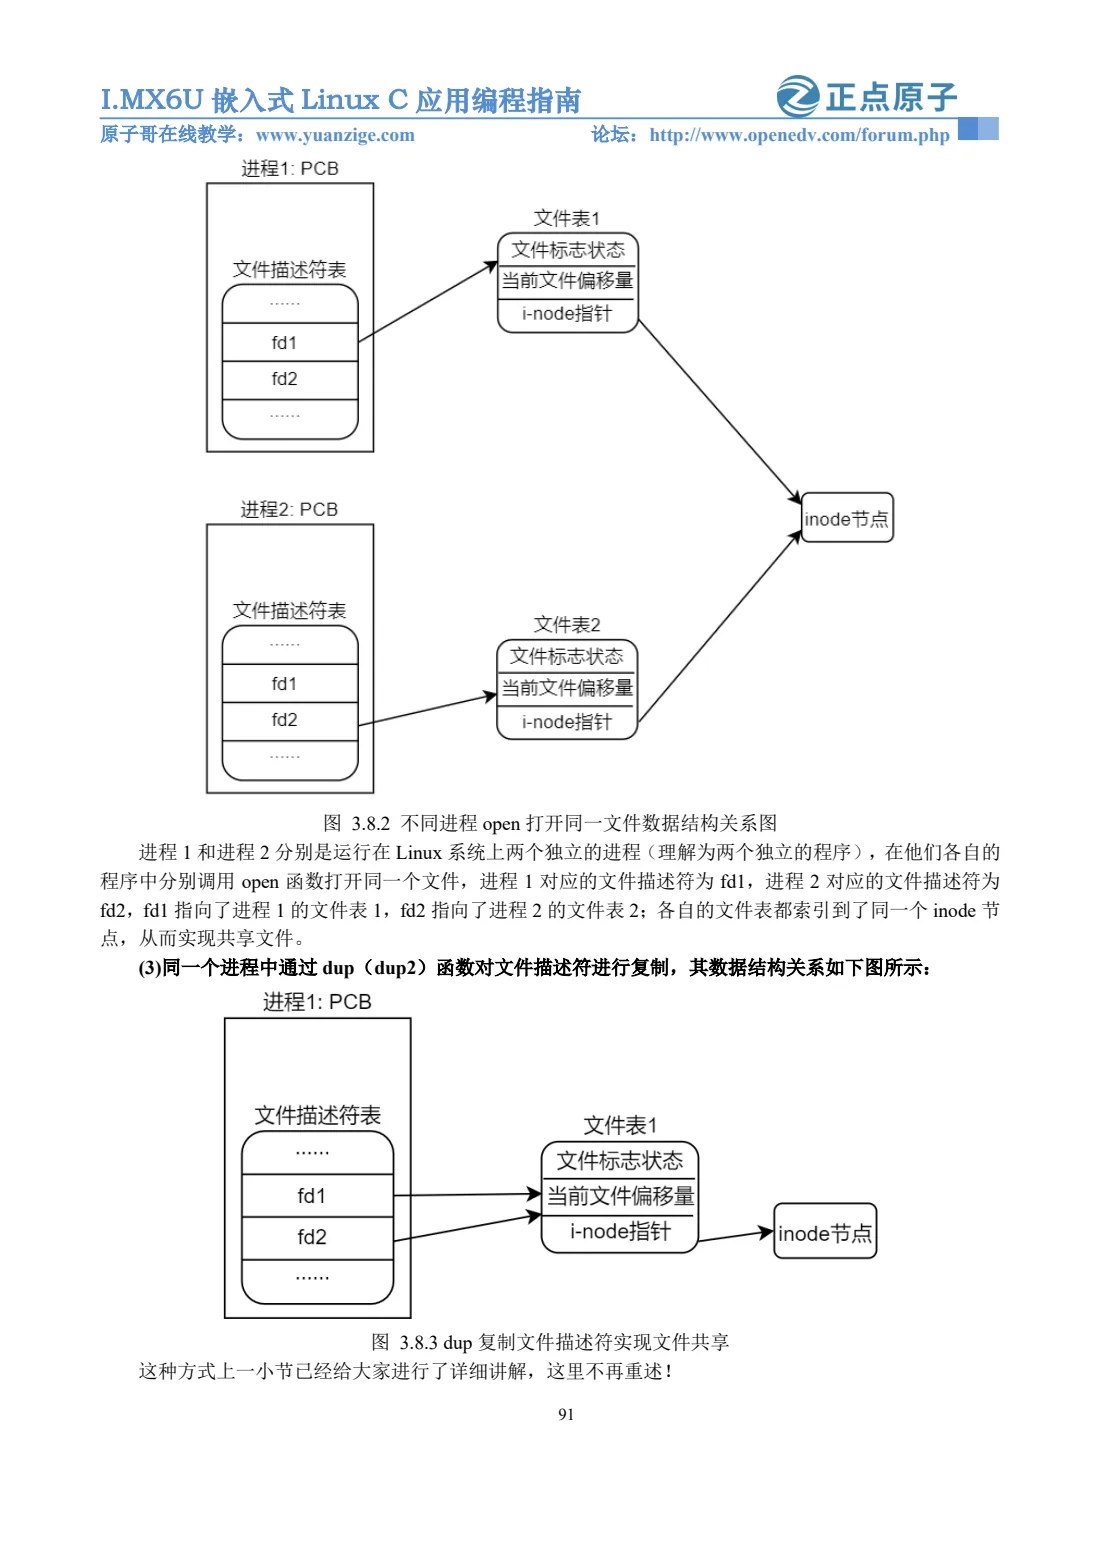 I.MX6U 嵌入式 Linux C 应用编程指南
正点原子
原子哥在线教学：www.yuanzige.com 论坛：http://www.openedv.com/forum.php
进程1: PCB
文件描述符表
······
fd1
fd2
······
文件表1
文件标志状态
当前文件偏移量
i-node指针
inode节点
进程2: PCB
文件描述符表
······
fd1
fd2
······
文件表2
文件标志状态
当前文件偏移量
i-node指针
图 3.8.2 不同进程 open 打开同一文件数据结构关系图
进程 1 和进程 2 分别是运行在 Linux 系统上两个独立的进程（理解为两个独立的程序），在他们各自的
程序中分别调用 open 函数打开同一个文件，进程 1 对应的文件描述符为 fd1，进程 2 对应的文件描述符为
fd2，fd1 指向了进程 1 的文件表 1，fd2 指向了进程 2 的文件表 2；各自的文件表都索引到了同一个 inode 节
点，从而实现共享文件。
(3)同一个进程中通过 dup（dup2）函数对文件描述符进行复制，其数据结构关系如下图所示：
进程1: PCB
文件描述符表
······
fd1
fd2
······
文件表1
文件标志状态
当前文件偏移量
i-node指针
inode节点
图 3.8.3 dup 复制文件描述符实现文件共享
这种方式上一小节已经给大家进行了详细讲解，这里不再重述！
91